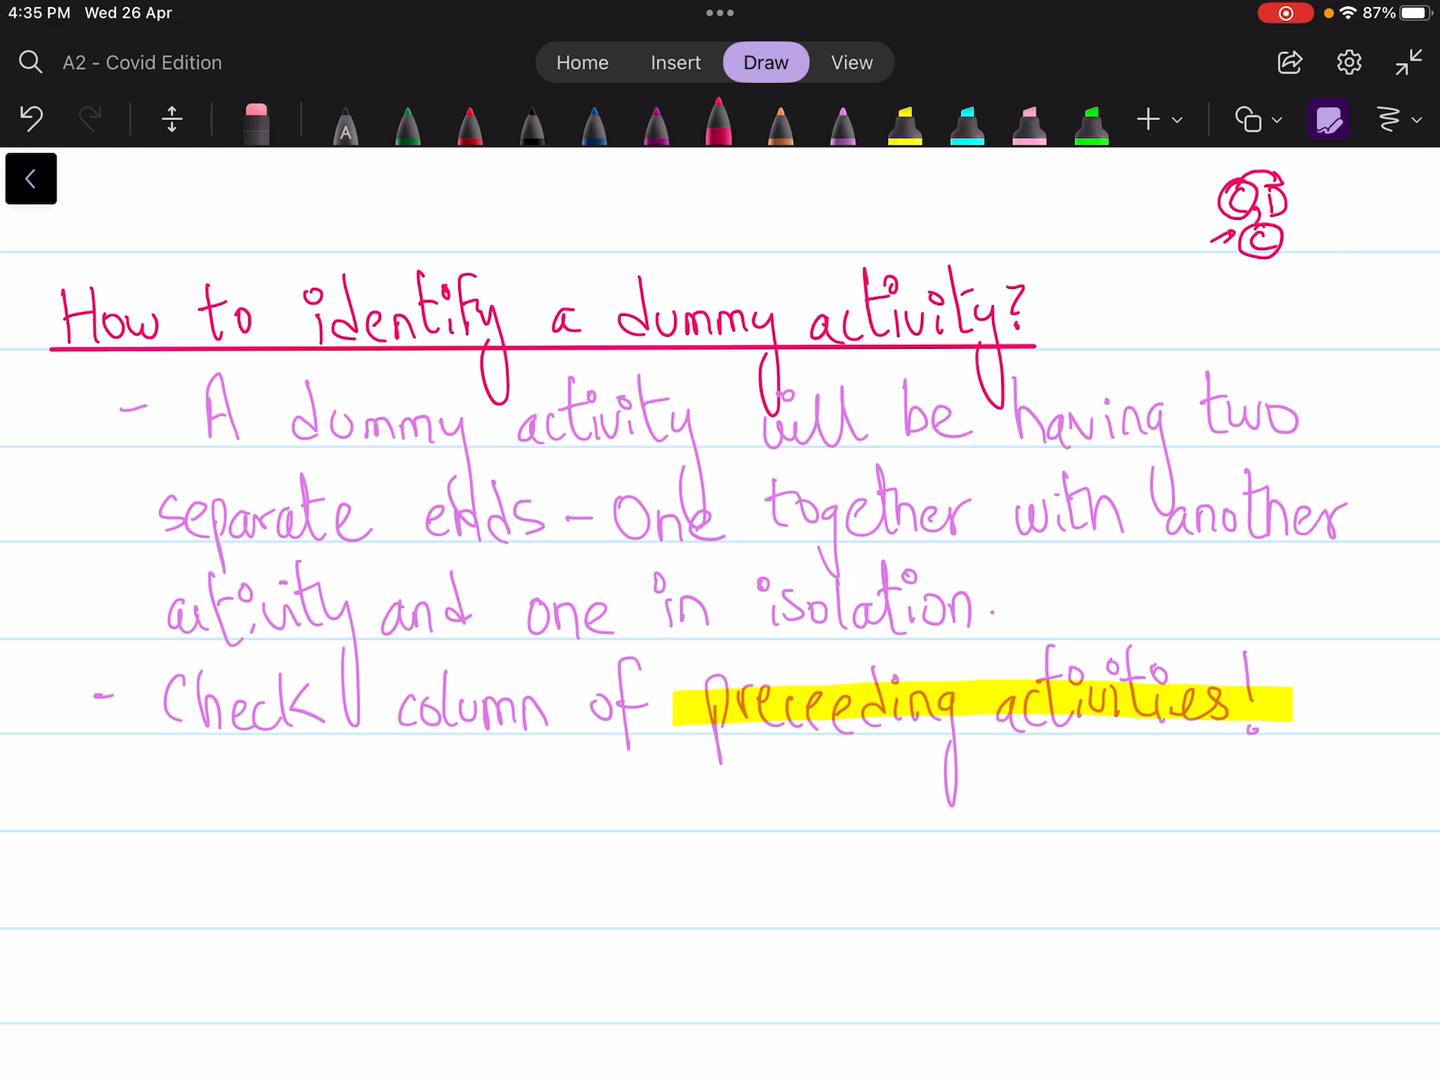 4:35 PM Wed 26 Apr
87%
A2 - Covid Edition
Home Insert Draw View
A
C D
C
How to identify a dummy activity?
- A dummy activity will be having two
separate ends - One together with another
activity and one in isolation.
- Check column of preceeding activities!